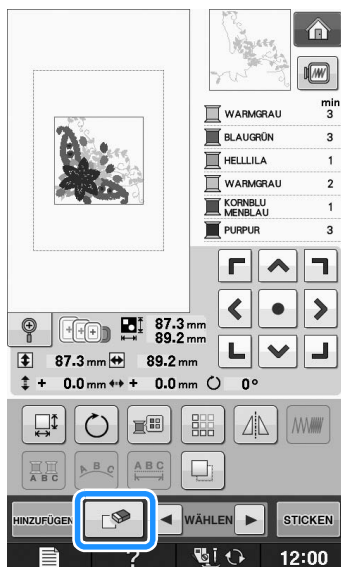 min
WARMGRAU 3
BLAUGRÜN 3
HELLLILA 1
WARMGRAU 2
KORNBLU
MENBLAU 1
PURPUR 3
87.3 mm
89.2 mm
87.3 mm 89.2 mm
+ 0.0 mm + 0.0 mm 0°
A B C A B C A B C
HINZUFÜGEN WÄHLEN STICKEN
? 12:00